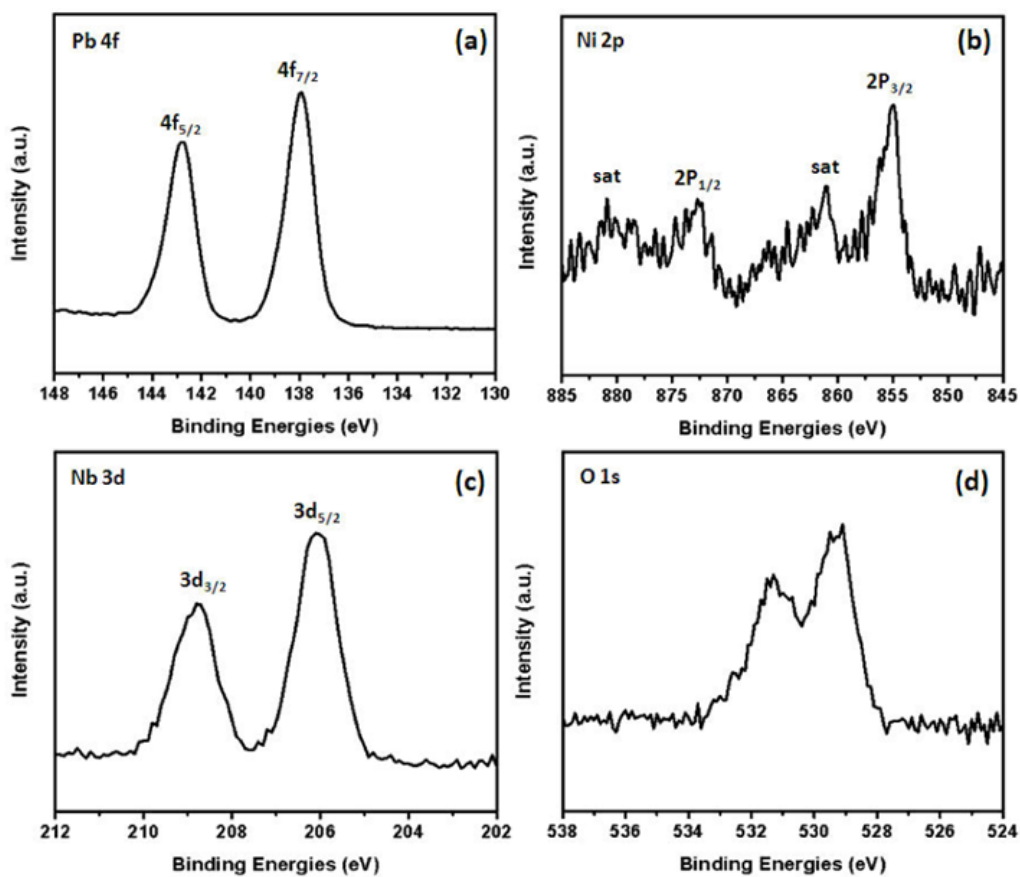 Pb 4f
(a)
4f7/2
4f5/2
Intensity (a.u.)
148 146 144 142 140 138 136 134 132 130
Binding Energies (eV)
Ni 2p
(b)
2P3/2
sat
2P1/2
sat
Intensity (a.u.)
885 880 875 870 865 860 855 850 845
Binding Energies (eV)
Nb 3d
(c)
3d5/2
3d3/2
Intensity (a.u.)
212 210 208 206 204 202
Binding Energies (eV)
O 1s
(d)
Intensity (a.u.)
538 536 534 532 530 528 526 524
Binding Energies (eV)